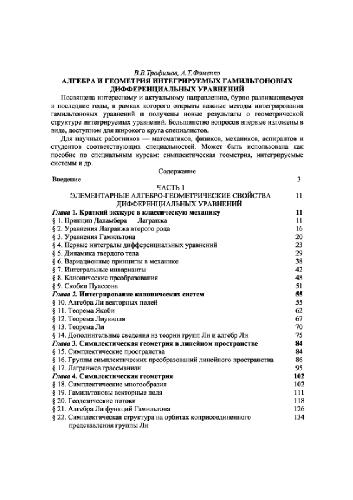 В.В.Трофимов, А.Т.Фоменко
АЛГЕБРА И ГЕОМЕТРИЯ ИНТЕГРИРУЕМЫХ ГАМИЛЬТОНОВЫХ
ДИФФЕРЕНЦИАЛЬНЫХ УРАВНЕНИЙ
Посвящена интересному и актуальному направлению, бурно развивающемуся
в последние годы, в рамках которого открыты важные методы интегрирования
гамильтоновых уравнений и получены новые результаты о геометрической
структуре интегрируемых уравнений. Большинство вопросов впервые изложены в
виде, доступном для широкого круга специалистов.
Для научных работников — математиков, физиков, механиков, аспирантов и
студентов соответствующих специальностей. Может быть использована как
пособие по специальным курсам: симплектическая геометрия, интегрируемые
системы и др.
Содержание
Введение 3
ЧАСТЬ I
ЭЛЕМЕНТАРНЫЕ АЛГЕБРО-ГЕОМЕТРИЧЕСКИЕ СВОЙСТВА 11
ДИФФЕРЕНЦИАЛЬНЫХ УРАВНЕНИЙ
Глава 1. Краткий экскурс в классическую механику 11
§ 1. Принцип Даламбера — Лагранжа 11
§ 2. Уравнения Лагранжа второго рода 16
§ 3. Уравнения Гамильтона 20
§ 4. Первые интегралы дифференциальных уравнений 23
§ 5. Динамика твердого тела 29
§ 6. Вариационные принципы в механике 38
§ 7. Интегральные инварианты 42
§ 8. Канонические преобразования 48
§ 9. Скобки Пуассона 51
Глава 2. Интегрирование канонических систем 55
§ 10. Алгебра Ли векторных полей 55
§ 11. Теорема Якоби 62
§ 12. Теорема Лиувилля 67
§ 13. Теорема Ли 70
§ 14. Дополнительные сведения из теории групп Ли и алгебр Ли 75
Глава 3. Симплектическая геометрия в линейном пространстве 84
§ 15. Симплектические пространства 84
§ 16. Группы симплектических преобразований линейного пространства 86
§ 17. Лагранжев грассманиан 95
Глава 4. Симплектическая геометрия 102
§ 18. Симплектические многообразия 102
§ 19. Гамильтоновы векторные поля 111
§ 20. Геодезические потоки 118
§ 21. Алгебра Ли функций Гамильтона 126
§ 22. Симплектическая структура на орбитах коприсоединенного 134
представления группы Ли